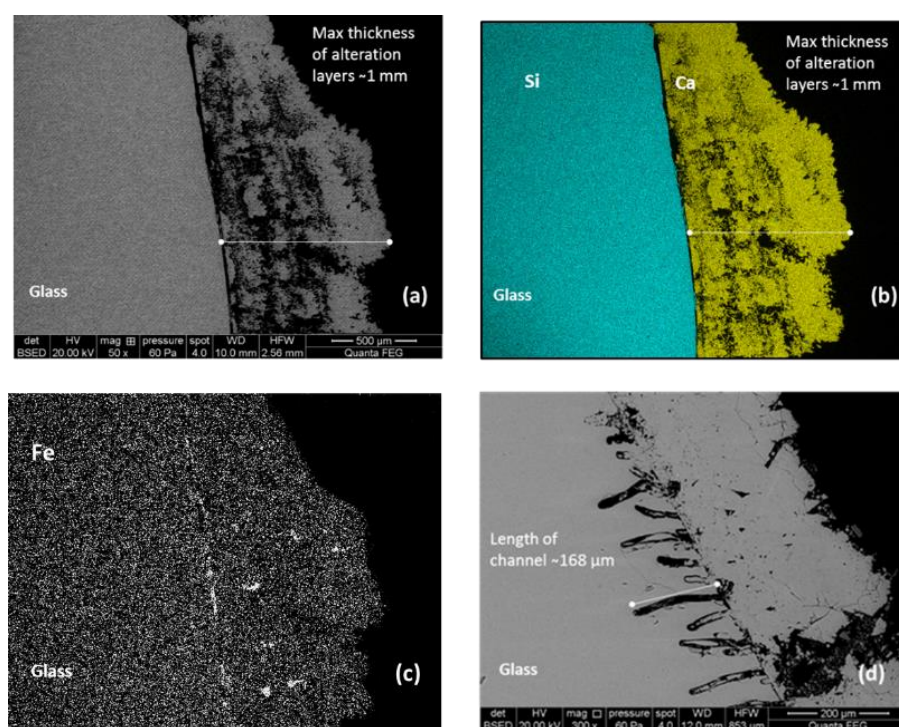 Max thickness
of alteration
layers ~1 mm
Glass
(a)
det HV mag pressure spot WD HFW
BSED 20.00 kV 50 x 60 Pa 4.0 10.0 mm 2.56 mm
500 µm
Quanta FEG
Si
Ca
Max thickness
of alteration
layers ~1 mm
Glass
(b)
Fe
Glass
(c)
Length of
channel ~168 µm
Glass
(d)
det HV mag pressure spot WD HFW
BSED 20.00 kV 300 x 60 Pa 4.0 12.0 mm 853 µm
200 µm
Quanta FEG